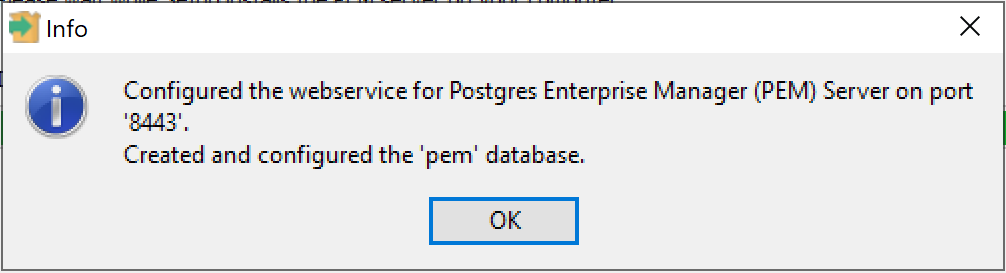 Info
Configured the webservice for Postgres Enterprise Manager (PEM) Server on port
'8443'.
Created and configured the 'pem' database.
OK